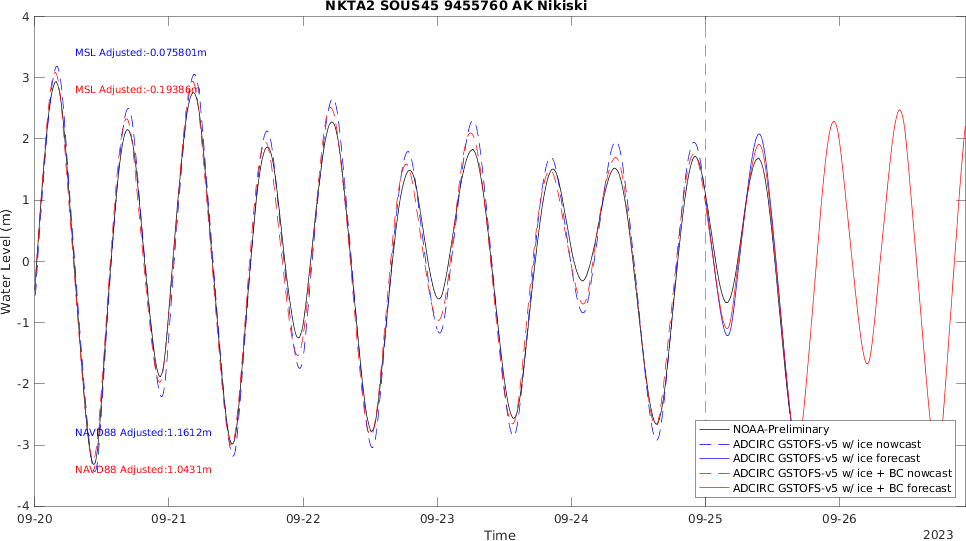 NKTA2 SOUS45 9455760 AK Nikiski
4
MSL Adjusted:-0.075801m
3
MSL Adjusted:-0.19386m
2
1
0
Water Level (m)
-1
-2
NAVD88 Adjusted:1.1612m
-3
NAVD88 Adjusted:1.0431m
-4
NOAA-Preliminary
ADCIRC GSTOFS-v5 w/ ice nowcast
ADCIRC GSTOFS-v5 w/ ice forecast
ADCIRC GSTOFS-v5 w/ ice + BC nowcast
ADCIRC GSTOFS-v5 w/ ice + BC forecast
09-20 09-21 09-22 09-23 09-24 09-25 09-26
Time
2023